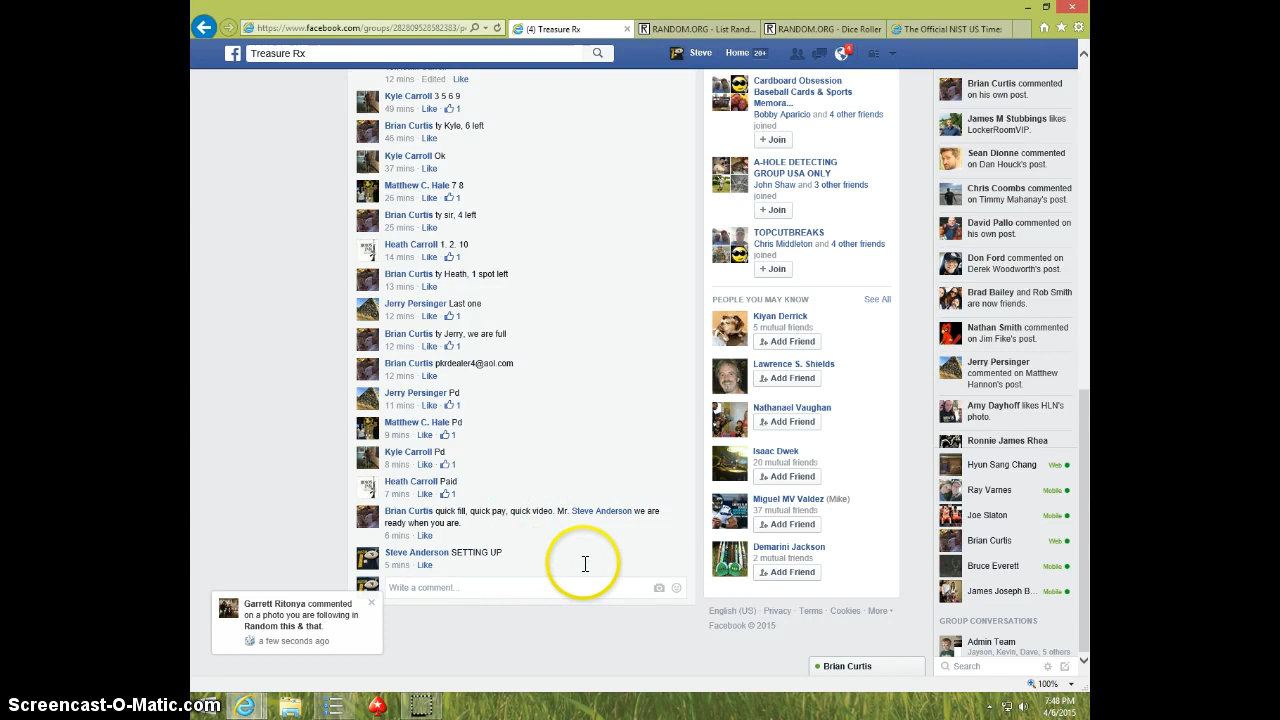 https://www.facebook.com/groups/282809528582383/p
(4) Treasure Rx
RANDOM.ORG - List Rand...
RANDOM.ORG - Dice Roller
The Official NIST US Time:
Treasure Rx
Steve
Home 20+
12 mins · Edited · Like
Kyle Carroll 3 5 6 9
49 mins · Like · 1
Brian Curtis ty Kyle, 6 left
46 mins · Like
Kyle Carroll Ok
37 mins · Like
Matthew C. Hale 7 8
26 mins · Like · 1
Brian Curtis ty sir, 4 left
25 mins · Like
Heath Carroll 1. 2. 10
14 mins · Like · 1
Brian Curtis ty Heath, 1 spot left
13 mins · Like
Jerry Persinger Last one
12 mins · Like · 1
Brian Curtis ty Jerry, we are full
12 mins · Like · 1
Brian Curtis pkrdealer4@aol.com
12 mins · Like
Jerry Persinger Pd
11 mins · Like · 1
Matthew C. Hale Pd
9 mins · Like · 1
Kyle Carroll Pd
8 mins · Like · 1
Heath Carroll Paid
7 mins · Like · 1
Brian Curtis quick fill, quick pay, quick video. Mr. Steve Anderson we are
ready when you are.
6 mins · Like
Steve Anderson SETTING UP
5 mins · Like
Write a comment...
Garrett Ritonya commented
on a photo you are following in
Random this & that.
a few seconds ago
Cardboard Obsession
Baseball Cards & Sports
Memora...
Bobby Aparicio and 4 other friends
joined
+ Join
A-HOLE DETECTING
GROUP USA ONLY
John Shaw and 3 other friends
joined
+ Join
TOPCUTBREAKS
Chris Middleton and 4 other friends
joined
+ Join
PEOPLE YOU MAY KNOW
See All
Kiyan Derrick
5 mutual friends
Add Friend
Lawrence S. Shields
Add Friend
Nathanael Vaughan
Add Friend
Isaac Dwek
20 mutual friends
Add Friend
Miguel MV Valdez (Mike)
37 mutual friends
Add Friend
Demarini Jackson
2 mutual friends
Add Friend
English (US) · Privacy · Terms · Cookies · More
Facebook © 2015
Brian Curtis
Brian Curtis commented
on his own post.
James M Stubbings likes
LockerRoomVIP.
Sean Dionne commented
on Dan Houck's post.
Chris Coombs commented
on Timmy Mahanay's post.
David Pallo commented on
his own post.
Don Ford commented on
Derek Woodworth's post.
Brad Bailey and Rob Smith
are now friends.
Nathan Smith commented
on Jim Fike's post.
Jerry Persinger
commented on Matthew
Hannon's post.
Amy Dayhoff likes HLN's
photo.
Ronnie James Rhea
Hyun Sang Chang Web
Ray Varnes Mobile
Joe Slaton Mobile
Brian Curtis Web
Bruce Everett Mobile
James Joseph B... Mobile
GROUP CONVERSATIONS
Admin Team
Jayson, Kevin, Dave, 5 others
Search
100%
7:48 PM
4/6/2015
Screencast-O-Matic.com